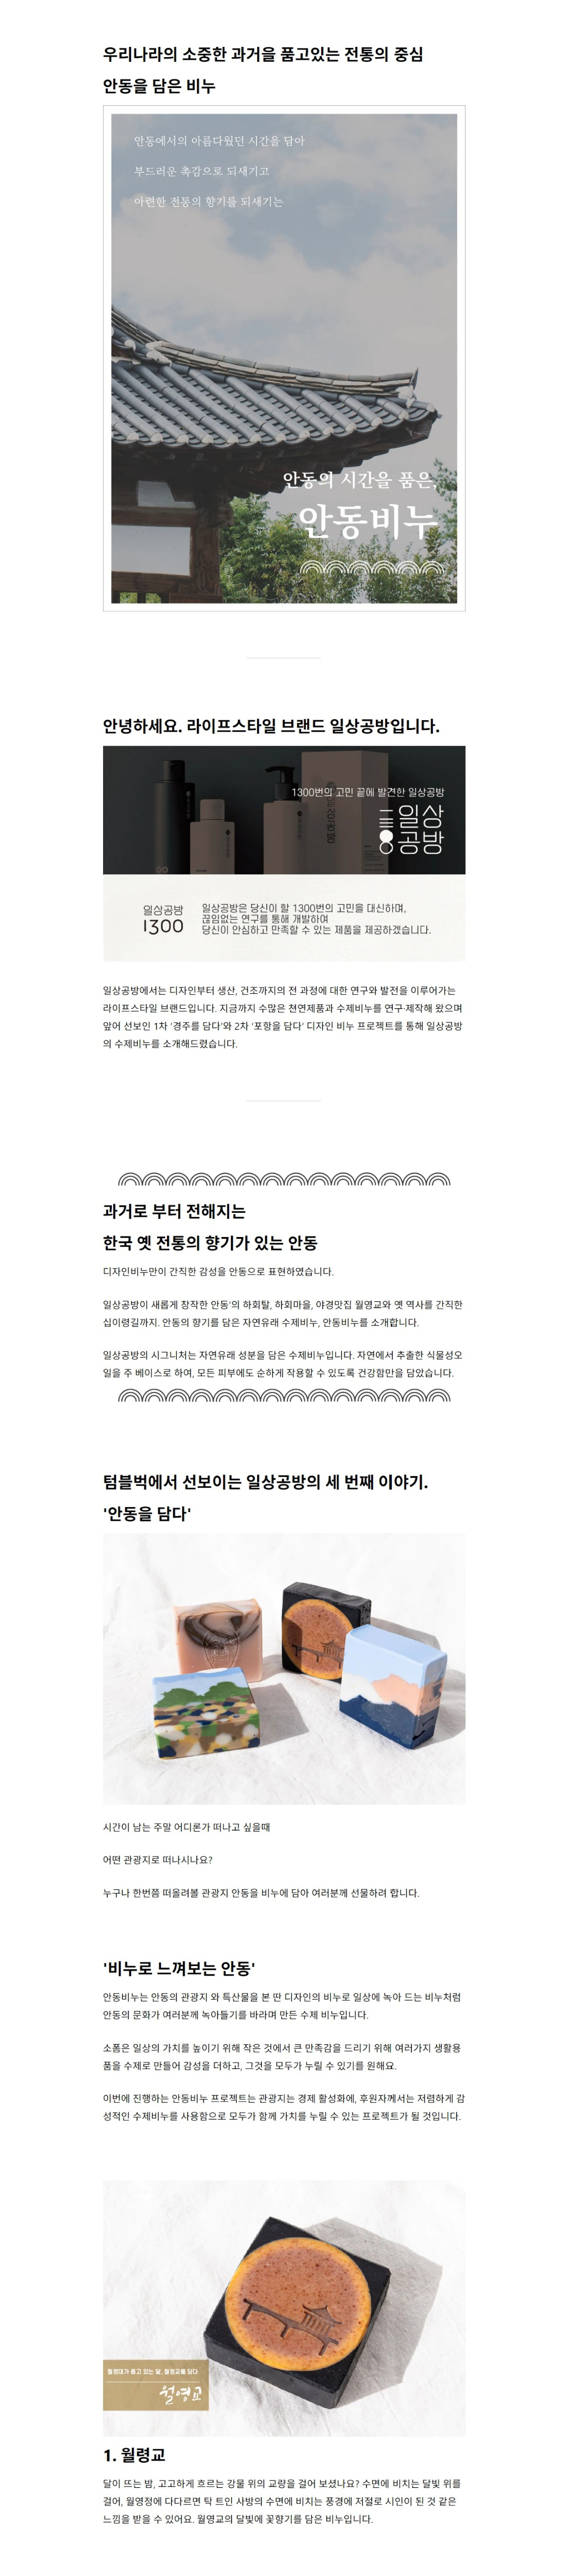 우리나라의 소중한 과거을 품고있는 전통의 중심
안동을 담은 비누
안동에서의 아름다웠던 시간을 담아
부드러운 촉감으로 되새기고
아련한 전통의 향기를 되새기는
안동의 시간을 품은,
안동비누
안녕하세요. 라이프스타일 브랜드 일상공방입니다.
1300번의 고민 끝에 발견한 일상공방
일상
공방
일상공방
1300
일상공방은 당신이 할 1300번의 고민을 대신하며,
끊임없는 연구를 통해 개발하여
당신이 안심하고 만족할 수 있는 제품을 제공하겠습니다.
일상공방에서는 디자인부터 생산, 건조까지의 전 과정에 대한 연구와 발전을 이루어가는
라이프스타일 브랜드입니다. 지금까지 수많은 천연제품과 수제비누를 연구·제작해 왔으며
앞어 선보인 1차 '경주를 담다'와 2차 '포항을 담다' 디자인 비누 프로젝트를 통해 일상공방
의 수제비누를 소개해드렸습니다.
과거로 부터 전해지는
한국 옛 전통의 향기가 있는 안동
디자인비누만이 간직한 감성을 안동으로 표현하였습니다.
일상공방이 새롭게 창작한 안동'의 하회탈, 하회마을, 야경맛집 월영교와 옛 역사를 간직한
십이령길까지. 안동의 향기를 담은 자연유래 수제비누, 안동비누를 소개합니다.
일상공방의 시그니처는 자연유래 성분을 담은 수제비누입니다. 자연에서 추출한 식물성오
일을 주 베이스로 하여, 모든 피부에도 순하게 작용할 수 있도록 건강함만을 담았습니다.
텀블벅에서 선보이는 일상공방의 세 번째 이야기.
'안동을 담다'
시간이 남는 주말 어디론가 떠나고 싶을때
어떤 관광지로 떠나시나요?
누구나 한번쯤 떠올려볼 관광지 안동을 비누에 담아 여러분께 선물하려 합니다.
'비누로 느껴보는 안동'
안동비누는 안동의 관광지 와 특산물을 본 딴 디자인의 비누로 일상에 녹아 드는 비누처럼
안동의 문화가 여러분께 녹아들기를 바라며 만든 수제 비누입니다.
소폼은 일상의 가치를 높이기 위해 작은 것에서 큰 만족감을 드리기 위해 여러가지 생활용
품을 수제로 만들어 감성을 더하고, 그것을 모두가 누릴 수 있기를 원해요.
이번에 진행하는 안동비누 프로젝트는 관광지는 경제 활성화에, 후원자께서는 저렴하게 감
성적인 수제비누를 사용함으로 모두가 함께 가치를 누릴 수 있는 프로젝트가 될 것입니다.
월영대가 품고 있는 달, 월영교를 담다
월영교
1. 월령교
달이 뜨는 밤, 고고하게 흐르는 강물 위의 교량을 걸어 보셨나요? 수면에 비치는 달빛 위를
걸어, 월영정에 다다르면 탁 트인 사방의 수면에 비치는 풍경에 저절로 시인이 된 것 같은
느낌을 받을 수 있어요. 월영교의 달빛에 꽃향기를 담은 비누입니다.